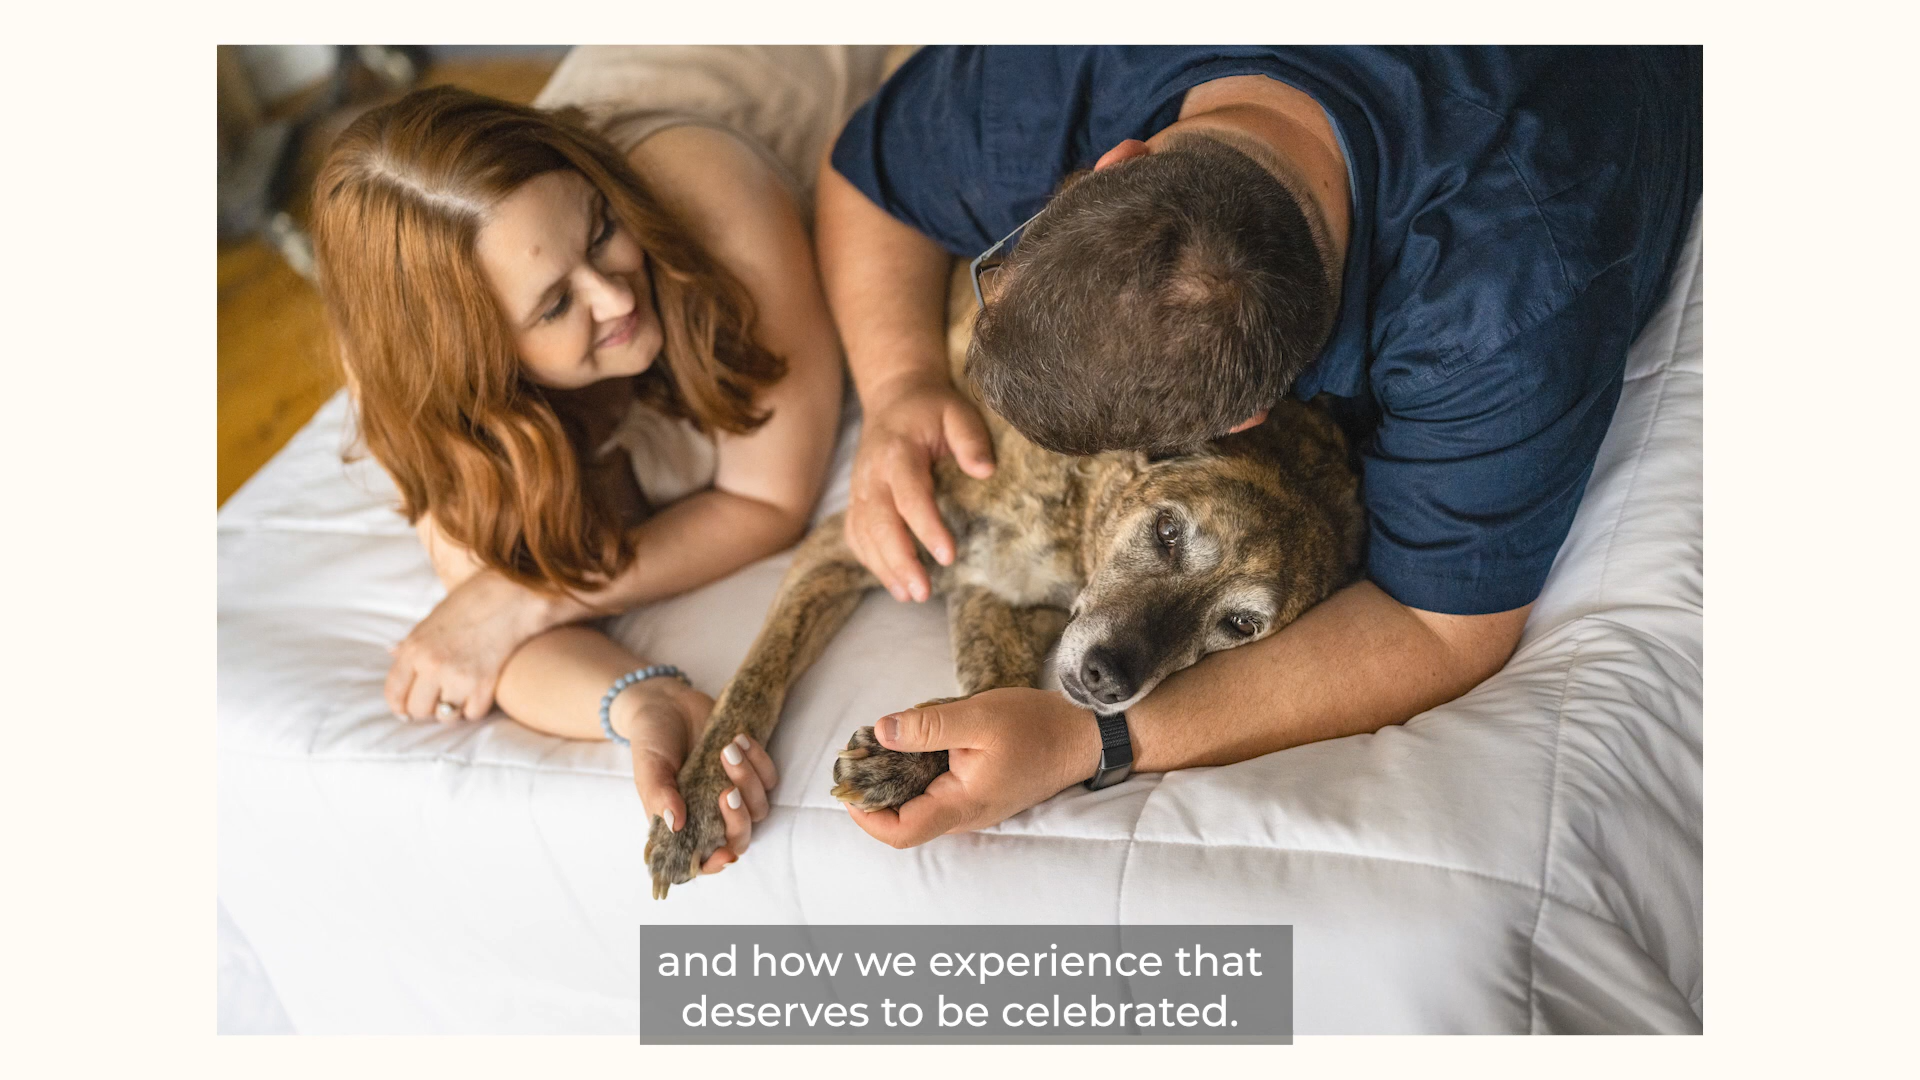 and how we experience that
deserves to be celebrated.